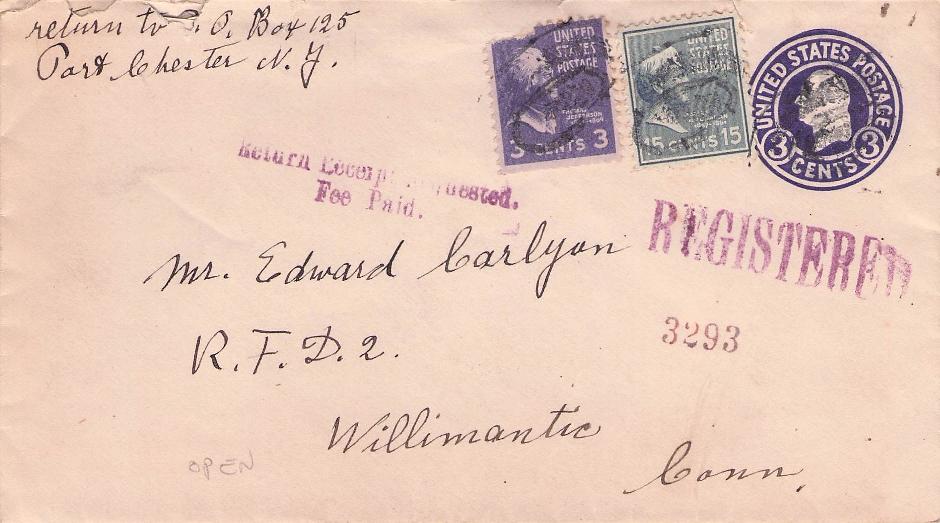 return to P.O. Box 125
Port Chester N.Y.
UNITED STATES POSTAGE
3 CENTS 3
UNITED STATES POSTAGE
15 CENTS 15
UNITED STATES POSTAGE
3 CENTS 3
Return Receipt Requested.
Fee Paid.
REGISTERED
Mr. Edward Carlyon
3293
R.F.D. 2.
Willimantic
Conn.
OPEN